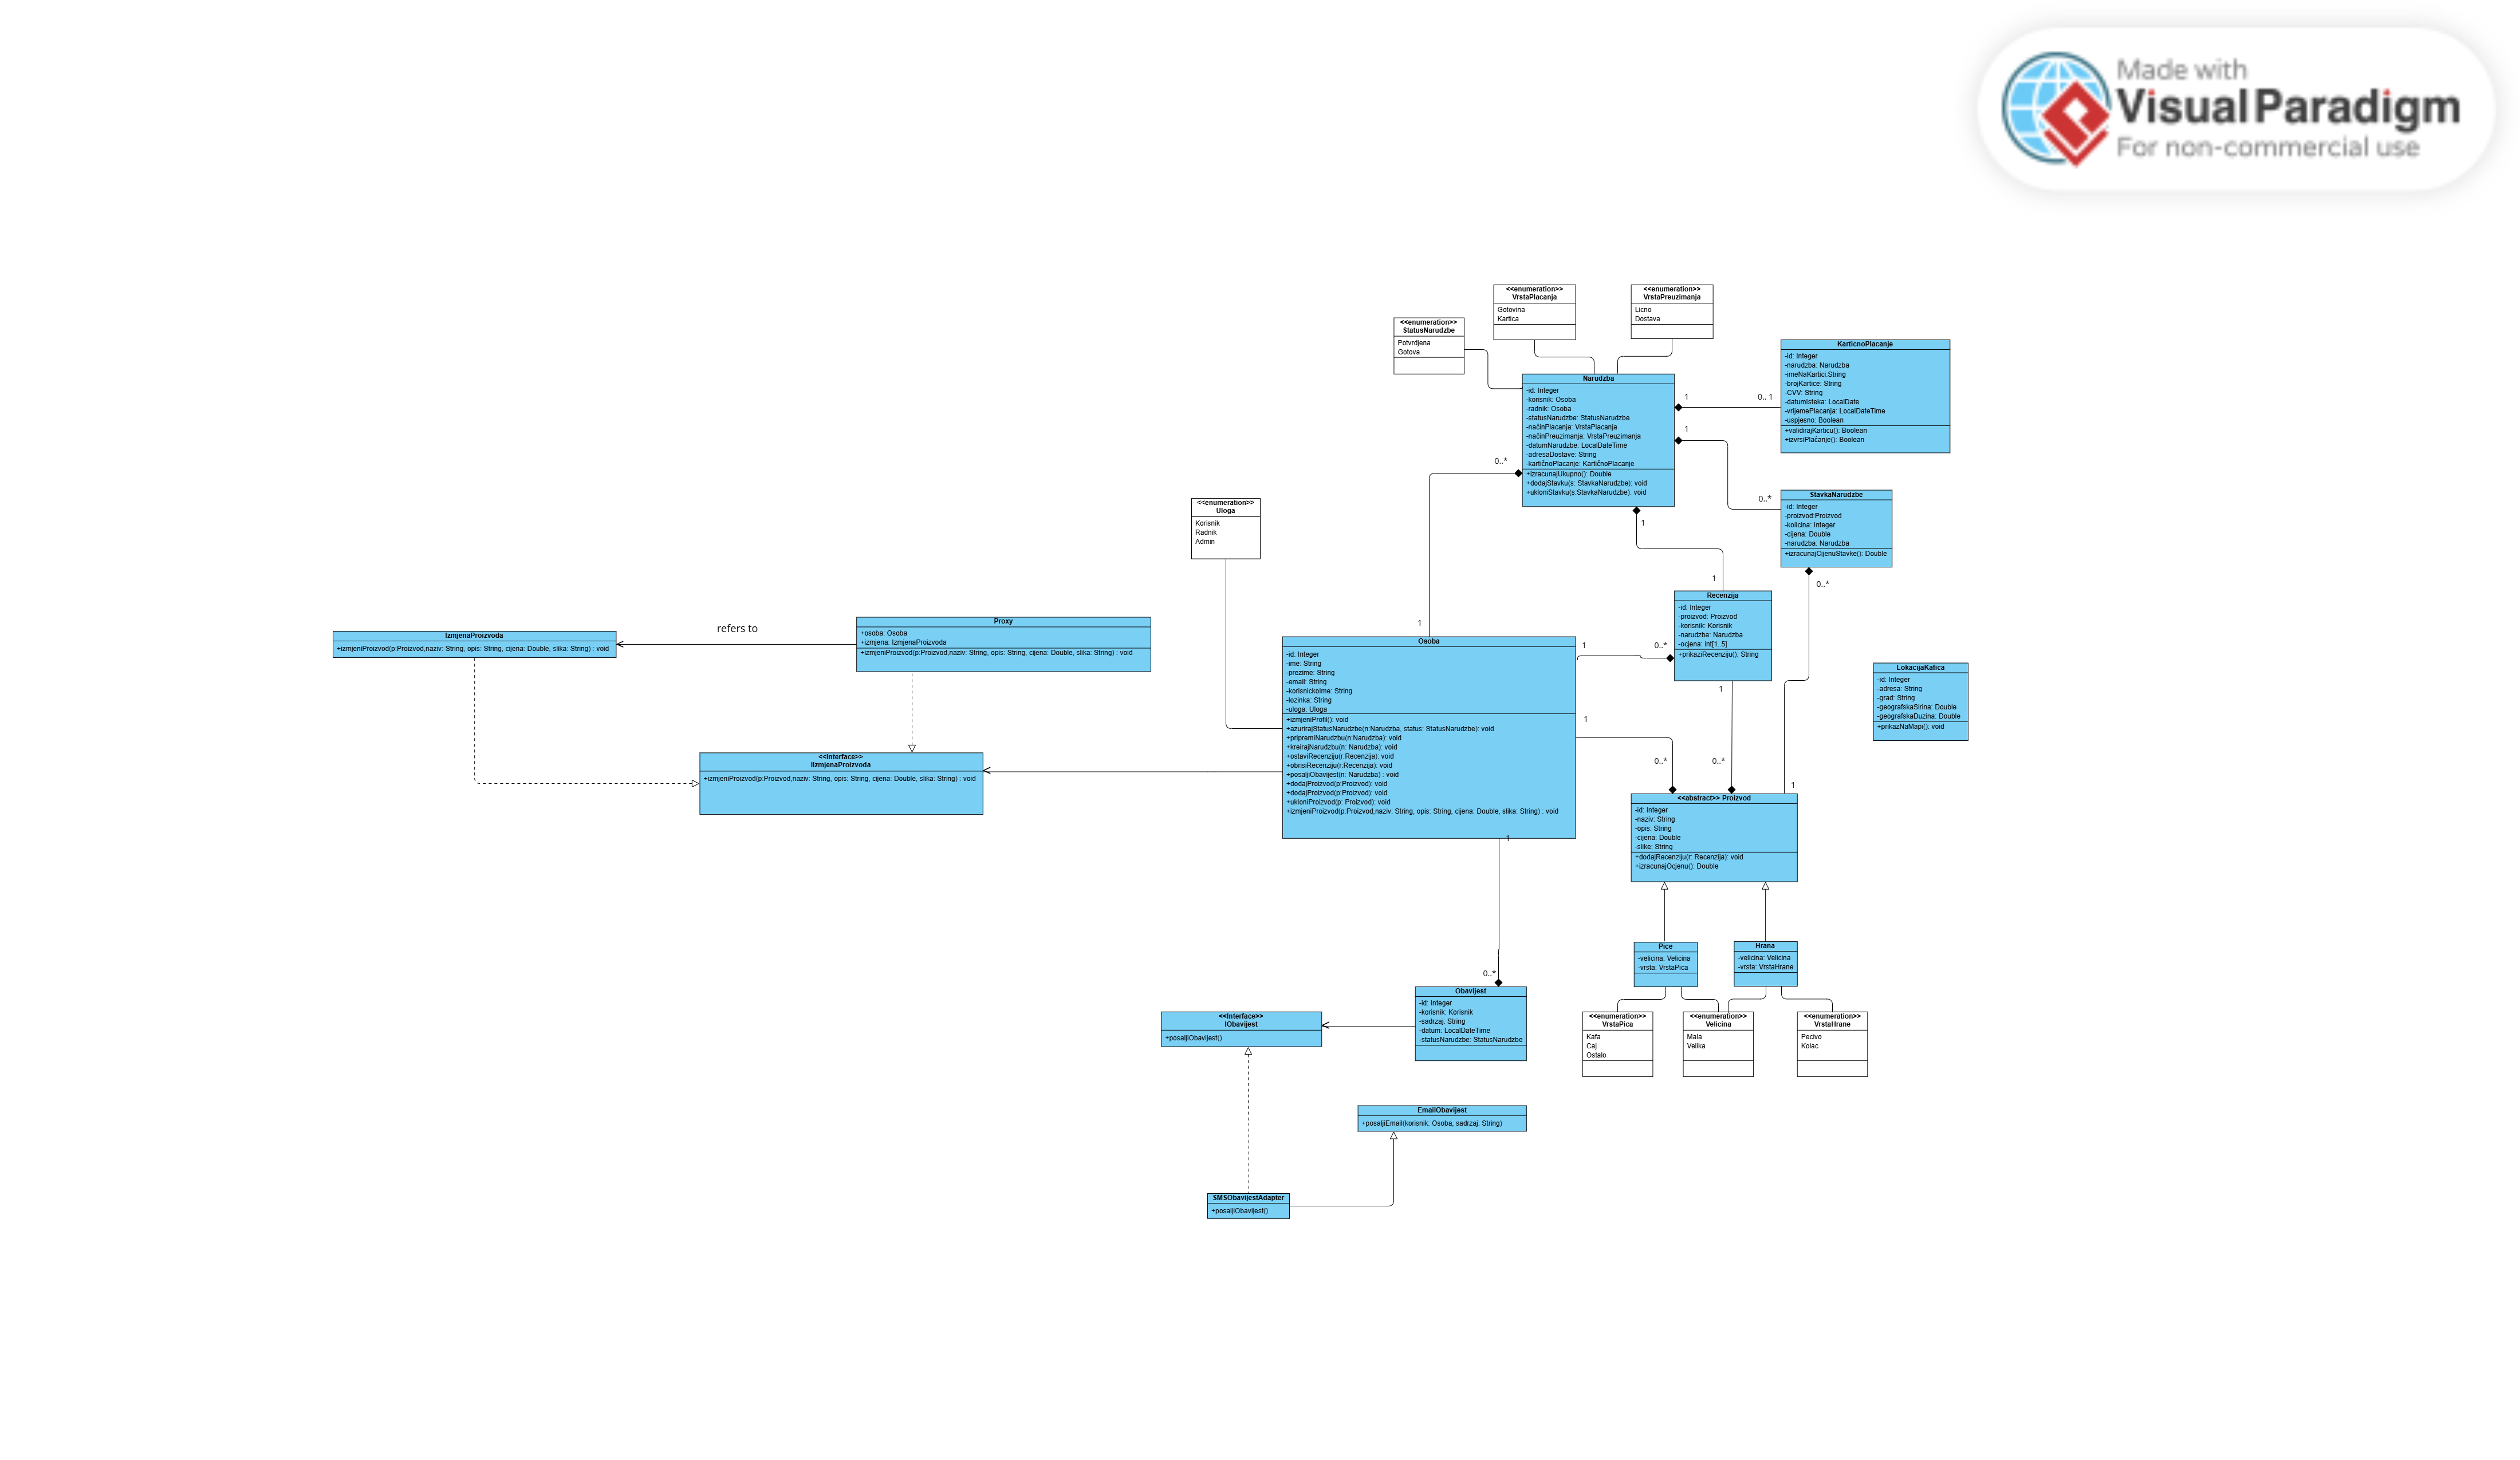 Made with
Visual Paradigm
For non-commercial use
<<enumeration>>
VrstaPlacanja
Gotovina
Kartica
<<enumeration>>
VrstaPreuzimanja
Licno
Dostava
<<enumeration>>
StatusNarudzbe
Potvrdjena
Gotova
KarticnoPlacanje
-id: Integer
-narudzba: Narudzba
-imeNaKartici:String
-brojKartice: String
-CVV: String
-datumIsteka: LocalDate
-vrijemePlacanja: LocalDateTime
-uspjesno: Boolean
+validirajKarticu(): Boolean
+izvrsiPlaćanje(): Boolean
Narudzba
-id: Integer
-korisnik: Osoba
-radnik: Osoba
-statusNarudzbe: StatusNarudzbe
-načinPlacanja: VrstaPlacanja
-načinPreuzimanja: VrstaPreuzimanja
-datumNarudzbe: LocalDateTime
-adresaDostave: String
-kartičnoPlacanje: KartičnoPlacanje
+izracunajUkupno(): Double
+dodajStavku(s: StavkaNarudzbe): void
+ukloniStavku(s:StavkaNarudzbe): void
1
0.. 1
1
0..*
0..*
1
1
1
StavkaNarudzbe
-id: Integer
-proizvod:Proizvod
-kolicina: Integer
-cijena: Double
-narudzba: Narudzba
+izracunajCijenuStavke(): Double
0..*
<<enumeration>>
Uloga
Korisnik
Radnik
Admin
Recenzija
-id: Integer
-proizvod: Proizvod
-korisnik: Korisnik
-narudzba: Narudzba
-ocjena: int[1..5]
+prikaziRecenziju(): String
IzmjenaProizvoda
+izmjeniProizvod(p:Proizvod,naziv: String, opis: String, cijena: Double, slika: String) : void
refers to
Proxy
+osoba: Osoba
+izmjena: IzmjenaProizvoda
+izmjeniProizvod(p:Proizvod,naziv: String, opis: String, cijena: Double, slika: String) : void
Osoba
-id: Integer
-ime: String
-prezime: String
-email: String
-korisnickoIme: String
-lozinka: String
-uloga: Uloga
+izmjeniProfil(): void
+azurirajStatusNarudzbe(n:Narudzba, status: StatusNarudzbe): void
+pripremiNarudzbu(n:Narudzba): void
+kreirajNarudzbu(n: Narudzba): void
+ostaviRecenziju(r:Recenzija): void
+obrisiRecenziju(r:Recenzija): void
+posaljiObavijest(n: Narudzba) : void
+dodajProizvod(p:Proizvod): void
+dodajProizvod(p:Proizvod): void
+ukloniProizvod(p: Proizvod): void
+izmjeniProizvod(p:Proizvod,naziv: String, opis: String, cijena: Double, slika: String) : void
1
0..*
1
0..*
1
0..*
1
1
LokacijaKafica
-id: Integer
-adresa: String
-grad: String
-geografskaSirina: Double
-geografskaDuzina: Double
+prikazNaMapi(): void
<<Interface>>
IIzmjenaProizvoda
+izmjeniProizvod(p:Proizvod,naziv: String, opis: String, cijena: Double, slika: String) : void
<<abstract>> Proizvod
-id: Integer
-naziv: String
-opis: String
-cijena: Double
-slike: String
+dodajRecenziju(r: Recenzija): void
+izracunajOcjenu(): Double
Pice
-velicina: Velicina
-vrsta: VrstaPica
Hrana
-velicina: Velicina
-vrsta: VrstaHrane
0..*
Obavijest
-id: Integer
-korisnik: Korisnik
-sadrzaj: String
-datum: LocalDateTime
-statusNarudzbe: StatusNarudzbe
<<Interface>>
IObavijest
+posaljiObavijest()
<<enumeration>>
VrstaPica
Kafa
Caj
Ostalo
<<enumeration>>
Velicina
Mala
Velika
<<enumeration>>
VrstaHrane
Pecivo
Kolac
EmailObavijest
+posaljiEmail(korisnik: Osoba, sadrzaj: String)
SMSObavijestAdapter
+posaljiObavijest()